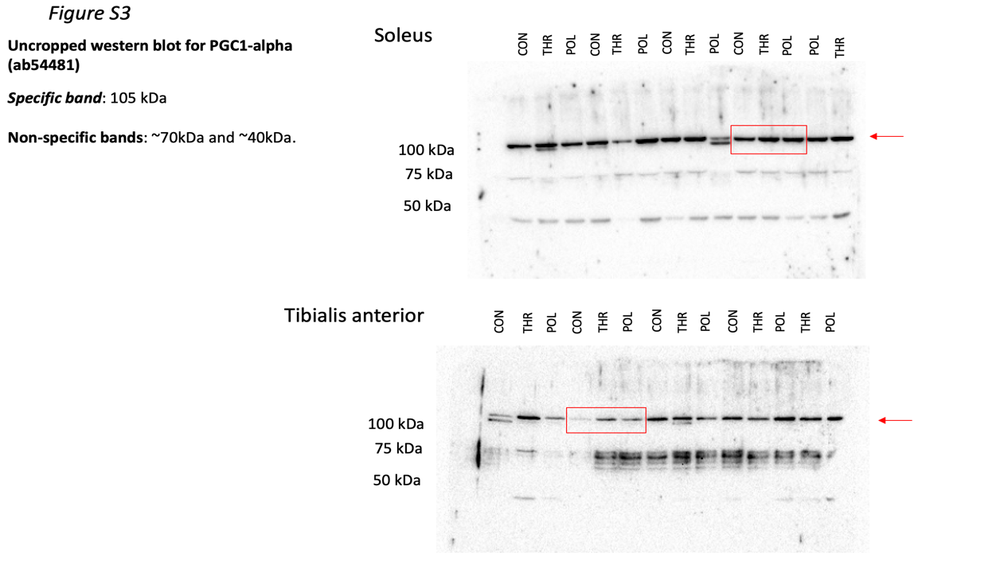 Figure S3
Uncropped western blot for PGC1-alpha
(ab54481)
Specific band: 105 kDa
Non-specific bands: ~70kDa and ~40kDa.
Soleus
CON THR POL CON THR POL CON THR POL CON THR POL POL THR
100 kDa
75 kDa
50 kDa
Tibialis anterior
CON THR POL CON THR POL CON THR POL CON THR POL THR POL
100 kDa
75 kDa
50 kDa